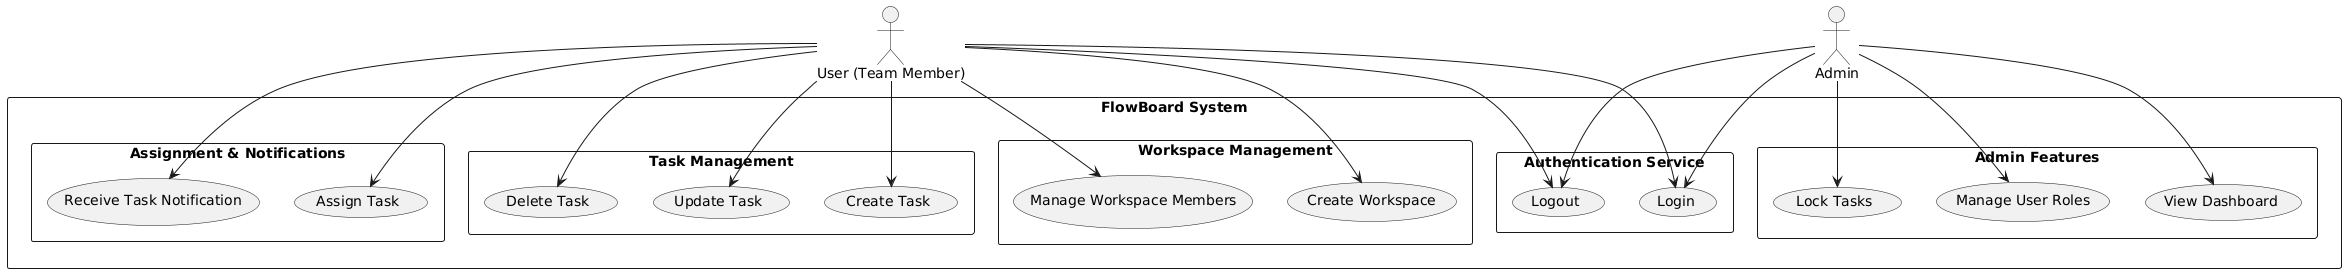 User (Team Member)
Admin
FlowBoard System
Assignment & Notifications
Receive Task Notification
Assign Task
Task Management
Delete Task
Update Task
Create Task
Workspace Management
Manage Workspace Members
Create Workspace
Authentication Service
Logout
Login
Admin Features
Lock Tasks
Manage User Roles
View Dashboard